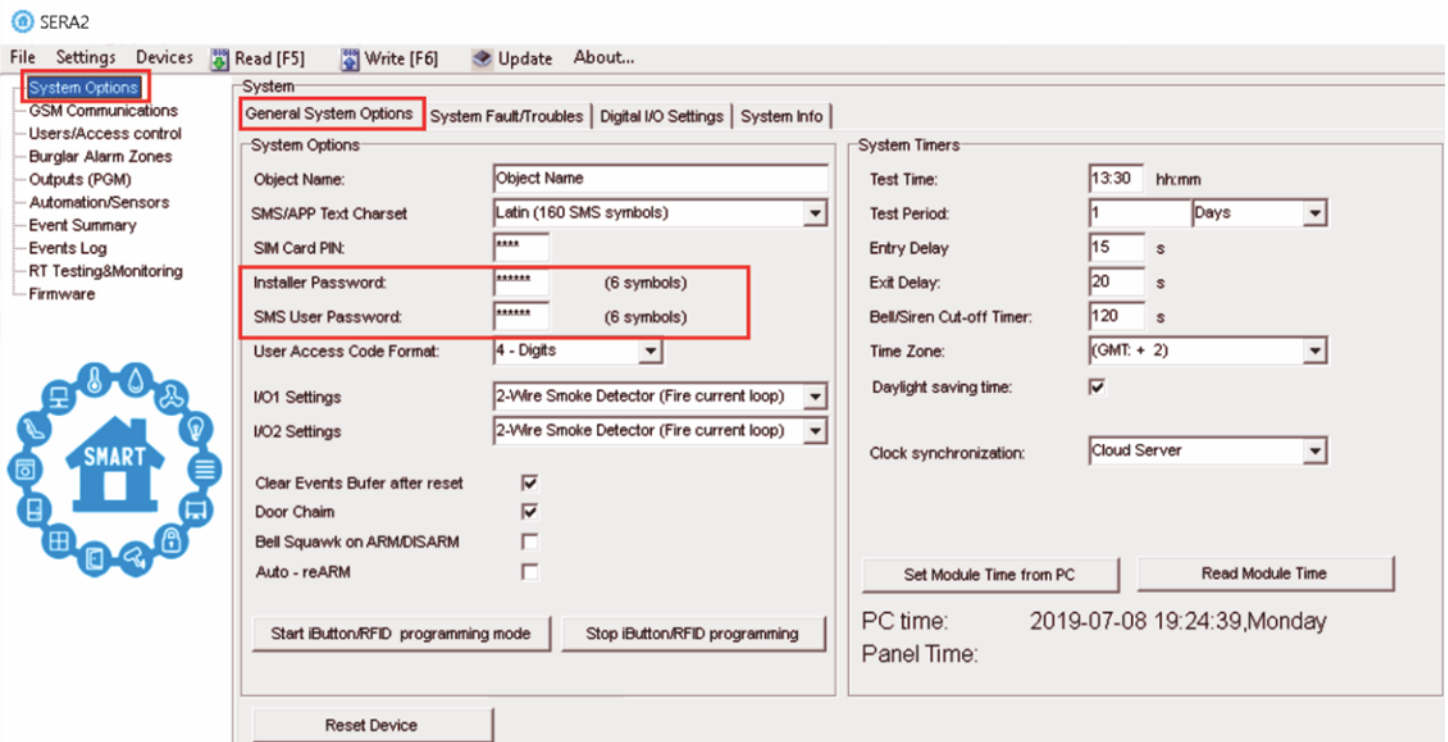 SERA2
File Settings Devices Read [F5] Write [F6] Update About...
System Options
GSM Communications
Users/Access control
Burglar Alarm Zones
Outputs (PGM)
Automation/Sensors
Event Summary
Events Log
RT Testing&Monitoring
Firmware
SMART
System
General System Options System Fault/Troubles Digital I/O Settings System Info
System Options
Object Name: Object Name
SMS/APP Text Charset Latin (160 SMS symbols)
SIM Card PIN: ****
Installer Password: ****** (6 symbols)
SMS User Password: ****** (6 symbols)
User Access Code Format: 4 - Digits
I/O1 Settings 2-Wire Smoke Detector (Fire current loop)
I/O2 Settings 2-Wire Smoke Detector (Fire current loop)
Clear Events Bufer after reset
Door Chaim
Bell Squawk on ARM/DISARM
Auto - reARM
Start iButton/RFID programming mode Stop iButton/RFID programming
Reset Device
System Timers
Test Time: 13:30 hh:mm
Test Period: 1 Days
Entry Delay 15 s
Exit Delay: 20 s
Bell/Siren Cut-off Timer: 120 s
Time Zone: (GMT: + 2)
Daylight saving time:
Clock synchronization: Cloud Server
Set Module Time from PC Read Module Time
PC time: 2019-07-08 19:24:39,Monday
Panel Time: